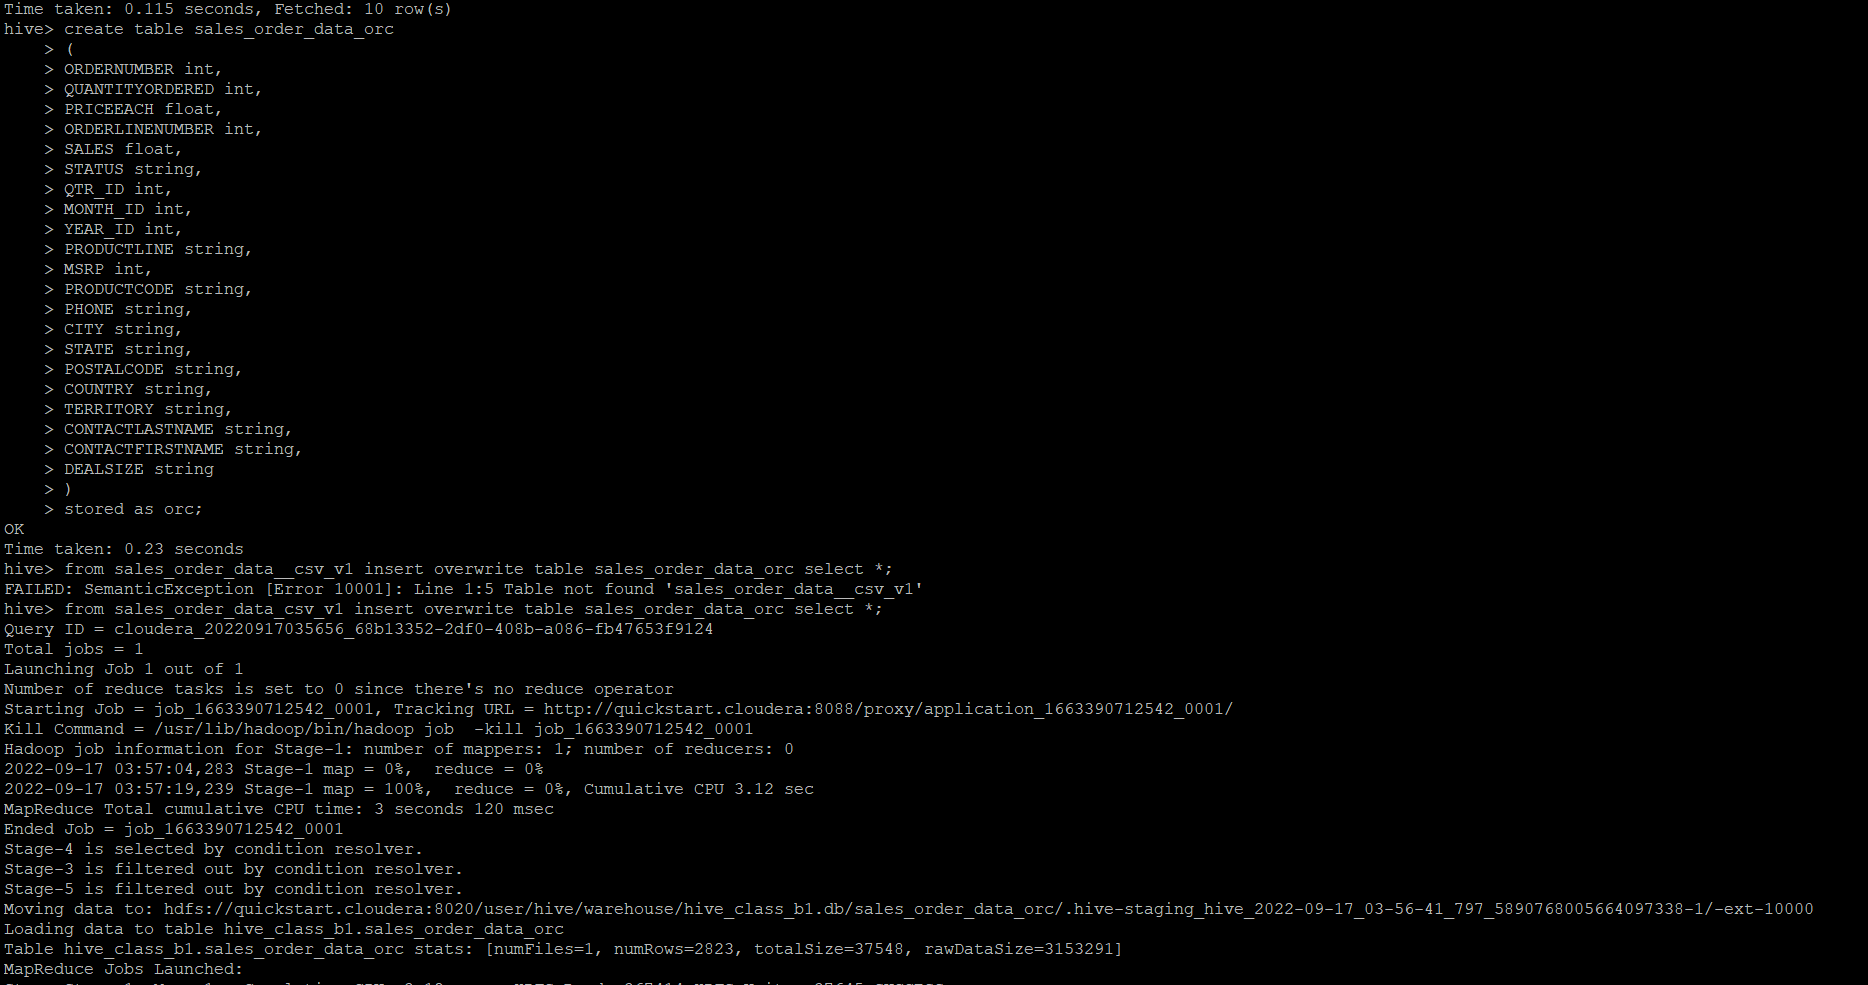 Time taken: 0.115 seconds, Fetched: 10 row(s)
hive> create table sales_order_data_orc
    > (
    > ORDERNUMBER int,
    > QUANTITYORDERED int,
    > PRICEEACH float,
    > ORDERLINENUMBER int,
    > SALES float,
    > STATUS string,
    > QTR_ID int,
    > MONTH_ID int,
    > YEAR_ID int,
    > PRODUCTLINE string,
    > MSRP int,
    > PRODUCTCODE string,
    > PHONE string,
    > CITY string,
    > STATE string,
    > POSTALCODE string,
    > COUNTRY string,
    > TERRITORY string,
    > CONTACTLASTNAME string,
    > CONTACTFIRSTNAME string,
    > DEALSIZE string
    > )
    > stored as orc;
OK
Time taken: 0.23 seconds
hive> from sales_order_data__csv_v1 insert overwrite table sales_order_data_orc select *;
FAILED: SemanticException [Error 10001]: Line 1:5 Table not found 'sales_order_data__csv_v1'
hive> from sales_order_data_csv_v1 insert overwrite table sales_order_data_orc select *;
Query ID = cloudera_20220917035656_68b13352-2df0-408b-a086-fb47653f9124
Total jobs = 1
Launching Job 1 out of 1
Number of reduce tasks is set to 0 since there's no reduce operator
Starting Job = job_1663390712542_0001, Tracking URL = http://quickstart.cloudera:8088/proxy/application_1663390712542_0001/
Kill Command = /usr/lib/hadoop/bin/hadoop job  -kill job_1663390712542_0001
Hadoop job information for Stage-1: number of mappers: 1; number of reducers: 0
2022-09-17 03:57:04,283 Stage-1 map = 0%,  reduce = 0%
2022-09-17 03:57:19,239 Stage-1 map = 100%,  reduce = 0%, Cumulative CPU 3.12 sec
MapReduce Total cumulative CPU time: 3 seconds 120 msec
Ended Job = job_1663390712542_0001
Stage-4 is selected by condition resolver.
Stage-3 is filtered out by condition resolver.
Stage-5 is filtered out by condition resolver.
Moving data to: hdfs://quickstart.cloudera:8020/user/hive/warehouse/hive_class_b1.db/sales_order_data_orc/.hive-staging_hive_2022-09-17_03-56-41_797_5890768005664097338-1/-ext-10000
Loading data to table hive_class_b1.sales_order_data_orc
Table hive_class_b1.sales_order_data_orc stats: [numFiles=1, numRows=2823, totalSize=37548, rawDataSize=3153291]
MapReduce Jobs Launched: